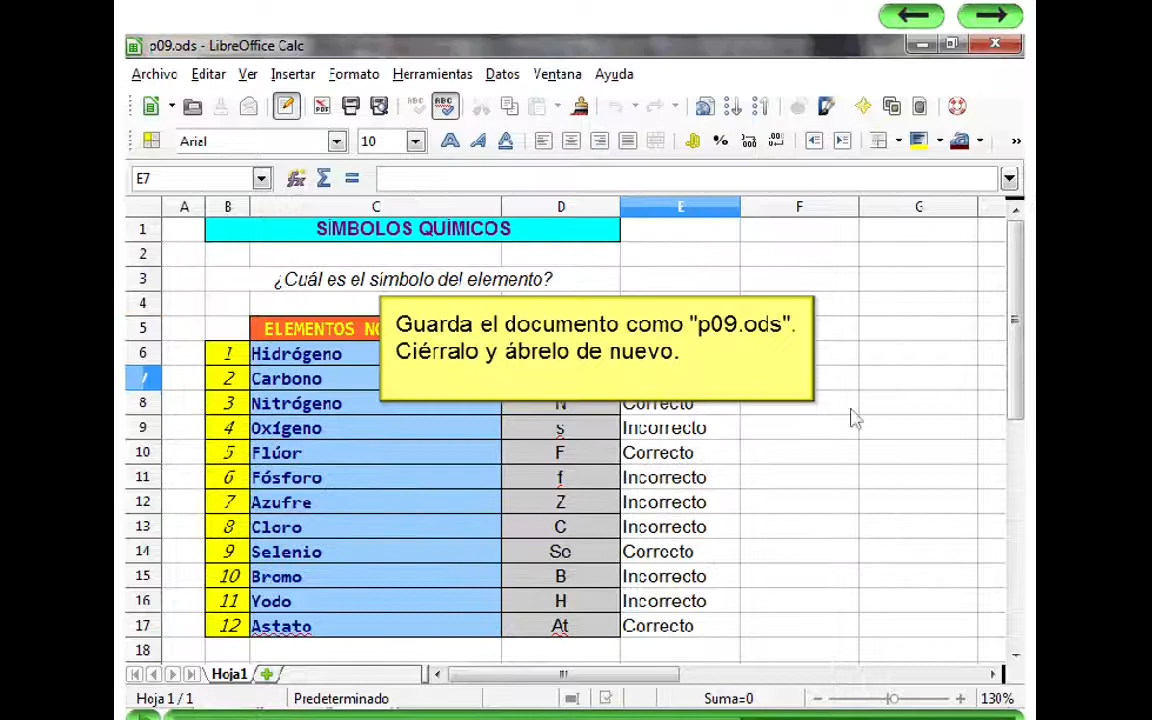 p09.ods - LibreOffice Calc
Archivo Editar Ver Insertar Formato Herramientas Datos Ventana Ayuda
Arial 10
E7
A B C D E F G
1 SÍMBOLOS QUÍMICOS
2
3 ¿Cuál es el símbolo del elemento?
4
Guarda el documento como "p09.ods".
Ciérralo y ábrelo de nuevo.
5 ELEMENTOS
6 1 Hidrógeno
7 2 Carbono
8 3 Nitrógeno N Correcto
9 4 Oxígeno s Incorrecto
10 5 Flúor F Correcto
11 6 Fósforo f Incorrecto
12 7 Azufre Z Incorrecto
13 8 Cloro C Incorrecto
14 9 Selenio Se Correcto
15 10 Bromo B Incorrecto
16 11 Yodo H Incorrecto
17 12 Astato At Correcto
18
Hoja1
Hoja 1 / 1 Predeterminado Suma=0 130%